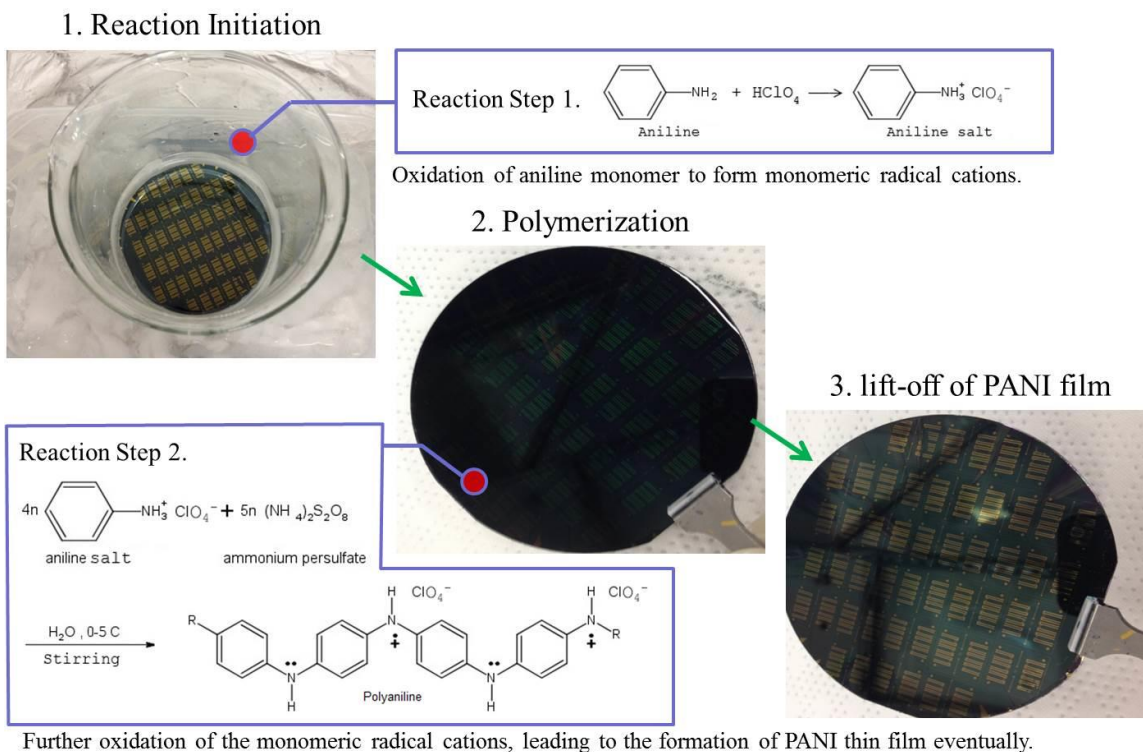 1. Reaction Initiation
Reaction Step 1.
NH₂ + HClO₄ → NH₃⁺ ClO₄⁻
Aniline
Aniline salt
Oxidation of aniline monomer to form monomeric radical cations.
2. Polymerization
3. lift-off of PANI film
Reaction Step 2.
4n NH₃⁺ ClO₄⁻ + 5n (NH ₄)₂S₂O₈
aniline salt
ammonium persulfate
H ClO₄⁻ H ClO₄⁻
R N N R
H₂O , 0-5 C
Stirring
N N
H H
Polyaniline
Further oxidation of the monomeric radical cations, leading to the formation of PANI thin film eventually.